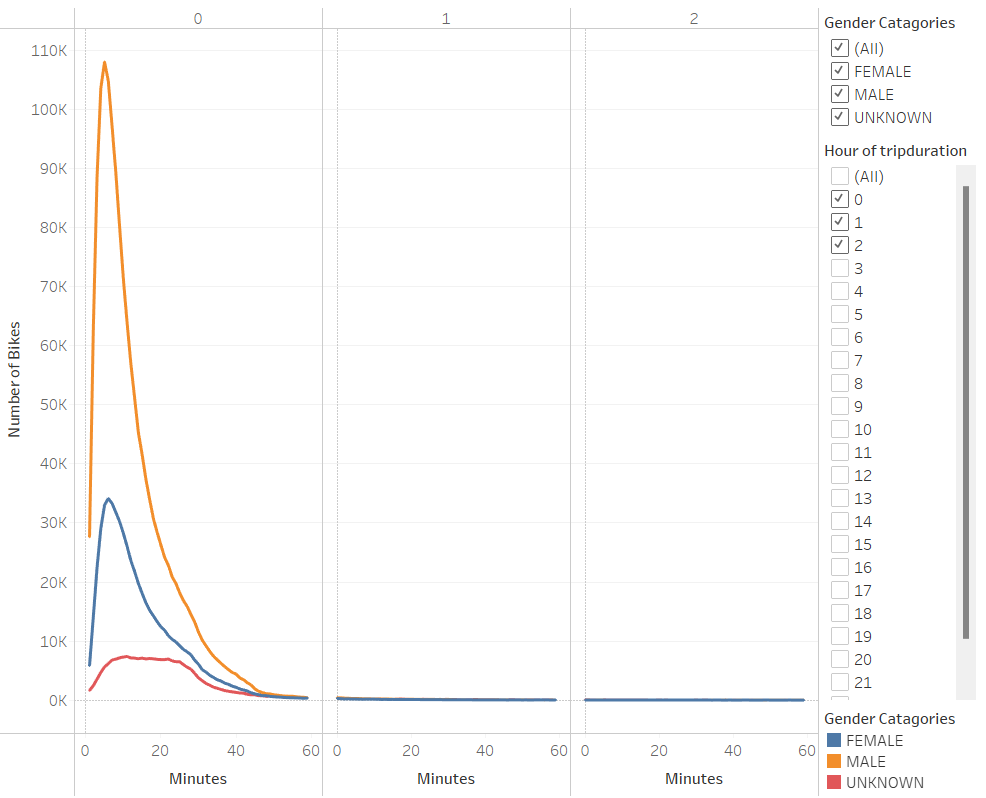 0 1 2
110K
100K
90K
80K
70K
60K
50K
40K
30K
20K
10K
0K
Number of Bikes
0 20 40 60 0 20 40 60 0 20 40 60
Minutes Minutes Minutes
Gender Catagories
(All)
FEMALE
MALE
UNKNOWN
Hour of tripduration
(All)
0
1
2
3
4
5
6
7
8
9
10
11
12
13
14
15
16
17
18
19
20
21
Gender Catagories
FEMALE
MALE
UNKNOWN